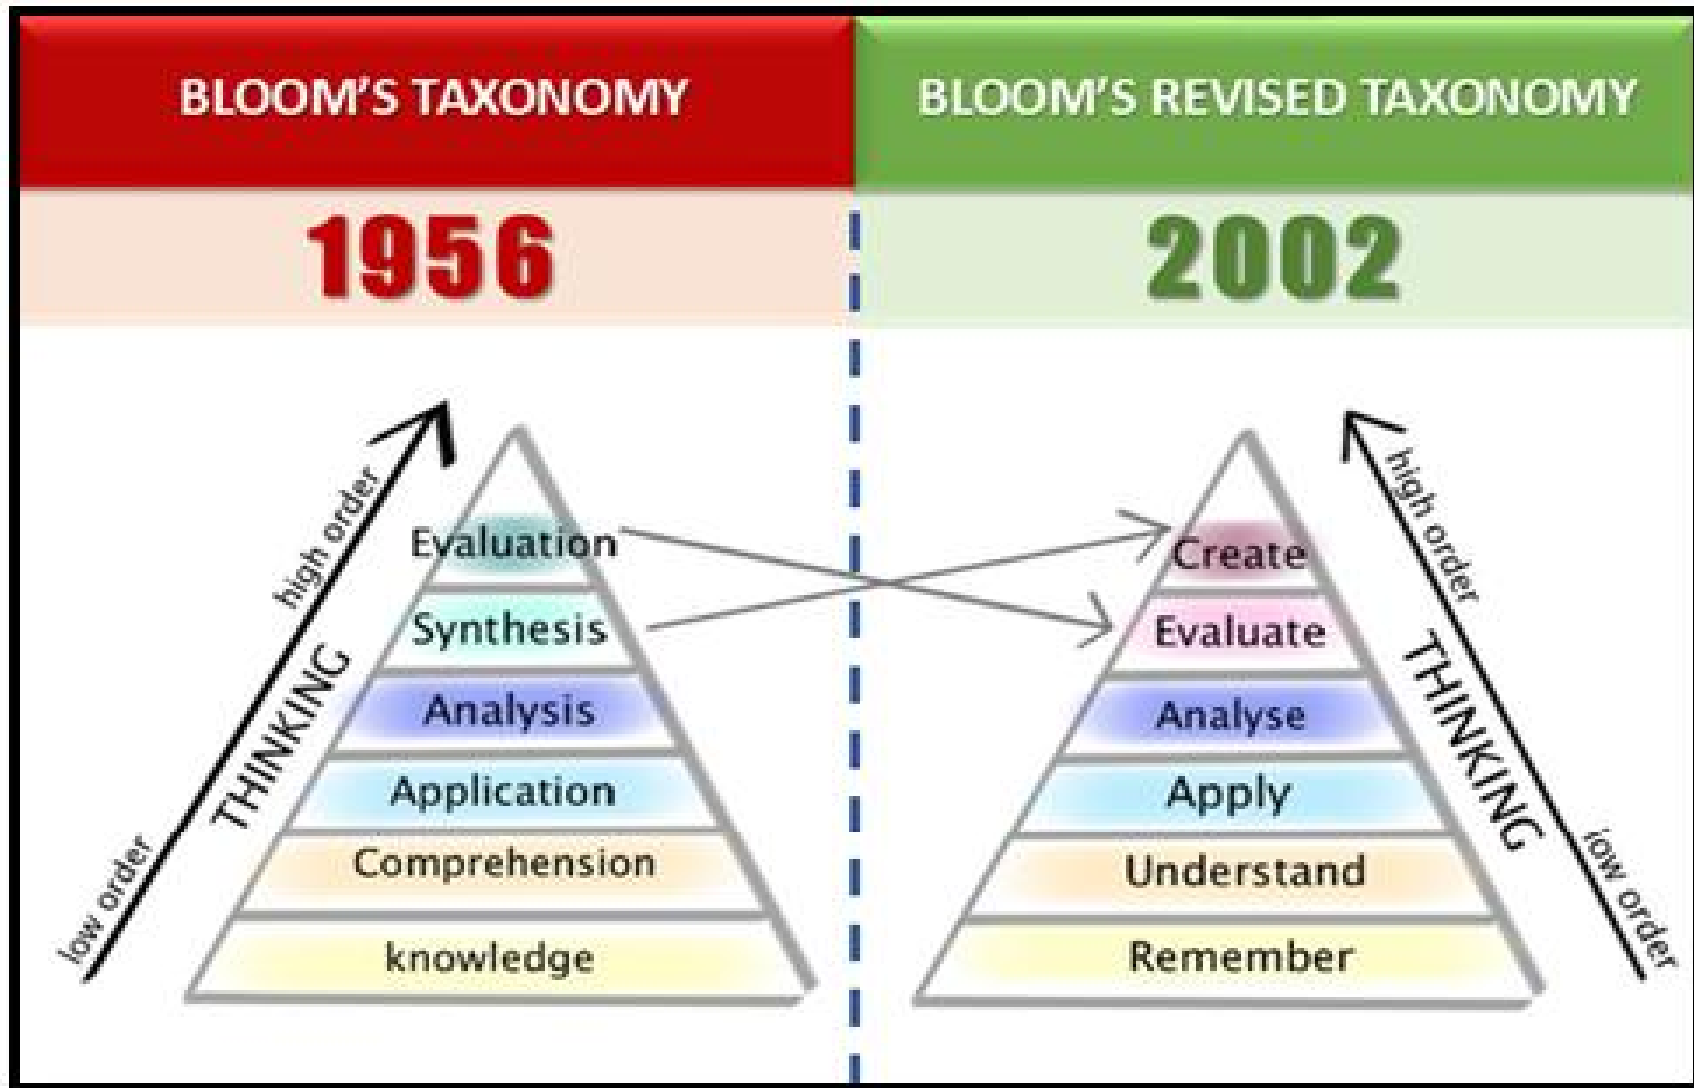 BLOOM'S TAXONOMY
BLOOM'S REVISED TAXONOMY
1956
2002
high order
THINKING
low order
Evaluation
Synthesis
Analysis
Application
Comprehension
knowledge
Create
Evaluate
Analyse
Apply
Understand
Remember
high order
THINKING
low order